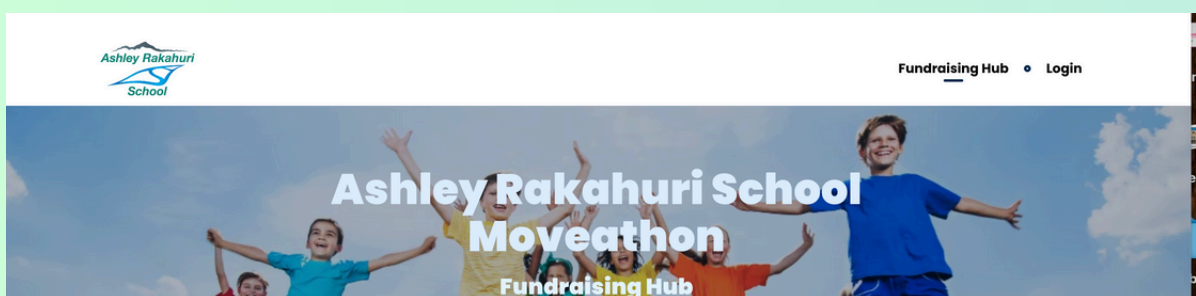 Ashley Rakahuri
School
Fundraising Hub
Login
Ashley Rakahuri School
Moveathon
Fundraising Hub